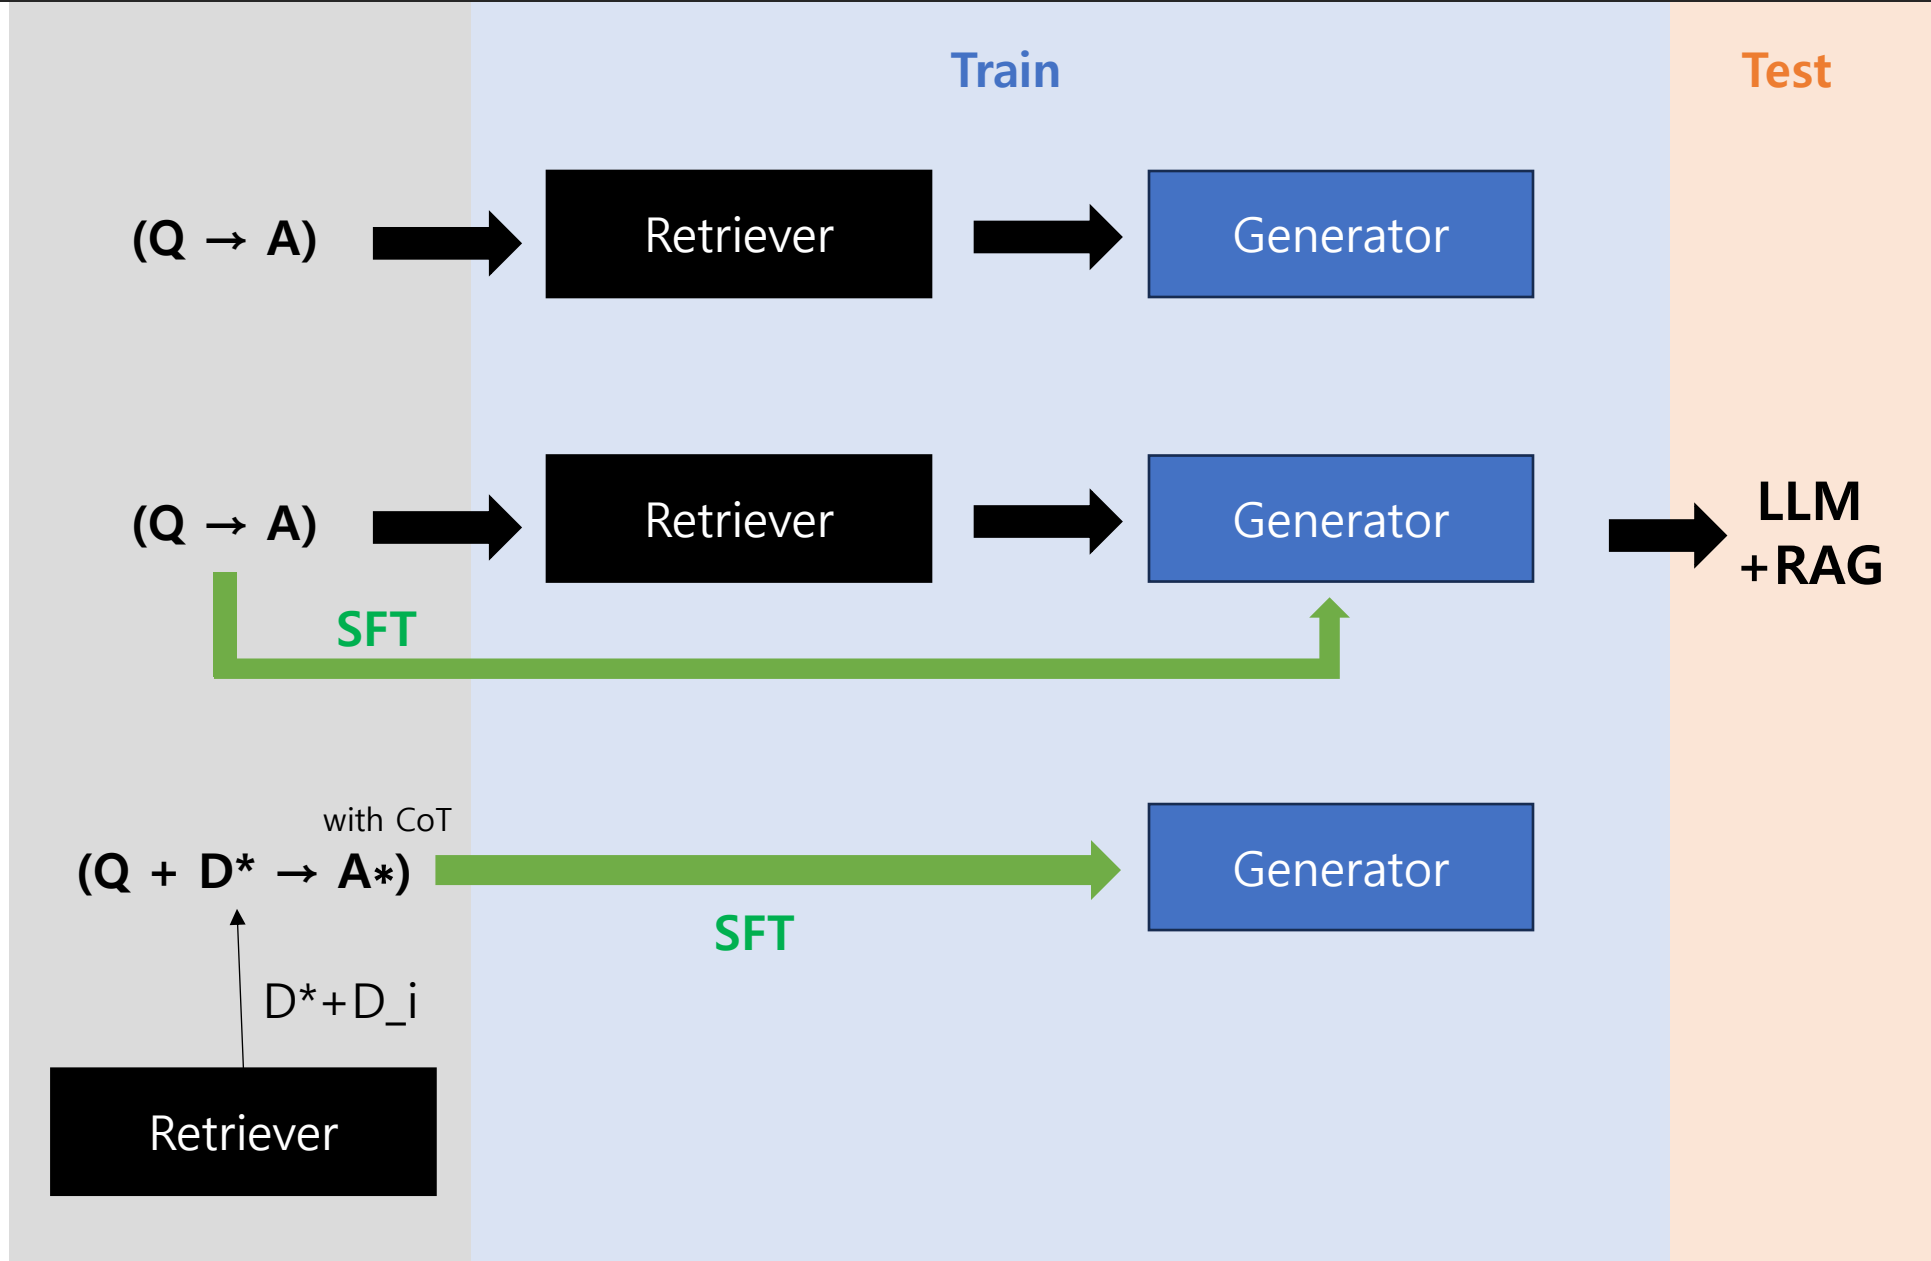 Train
Test
(Q → A)
Retriever
Generator
(Q → A)
Retriever
Generator
LLM
+RAG
SFT
with CoT
(Q + D* → A*)
Generator
SFT
D*+D_i
Retriever